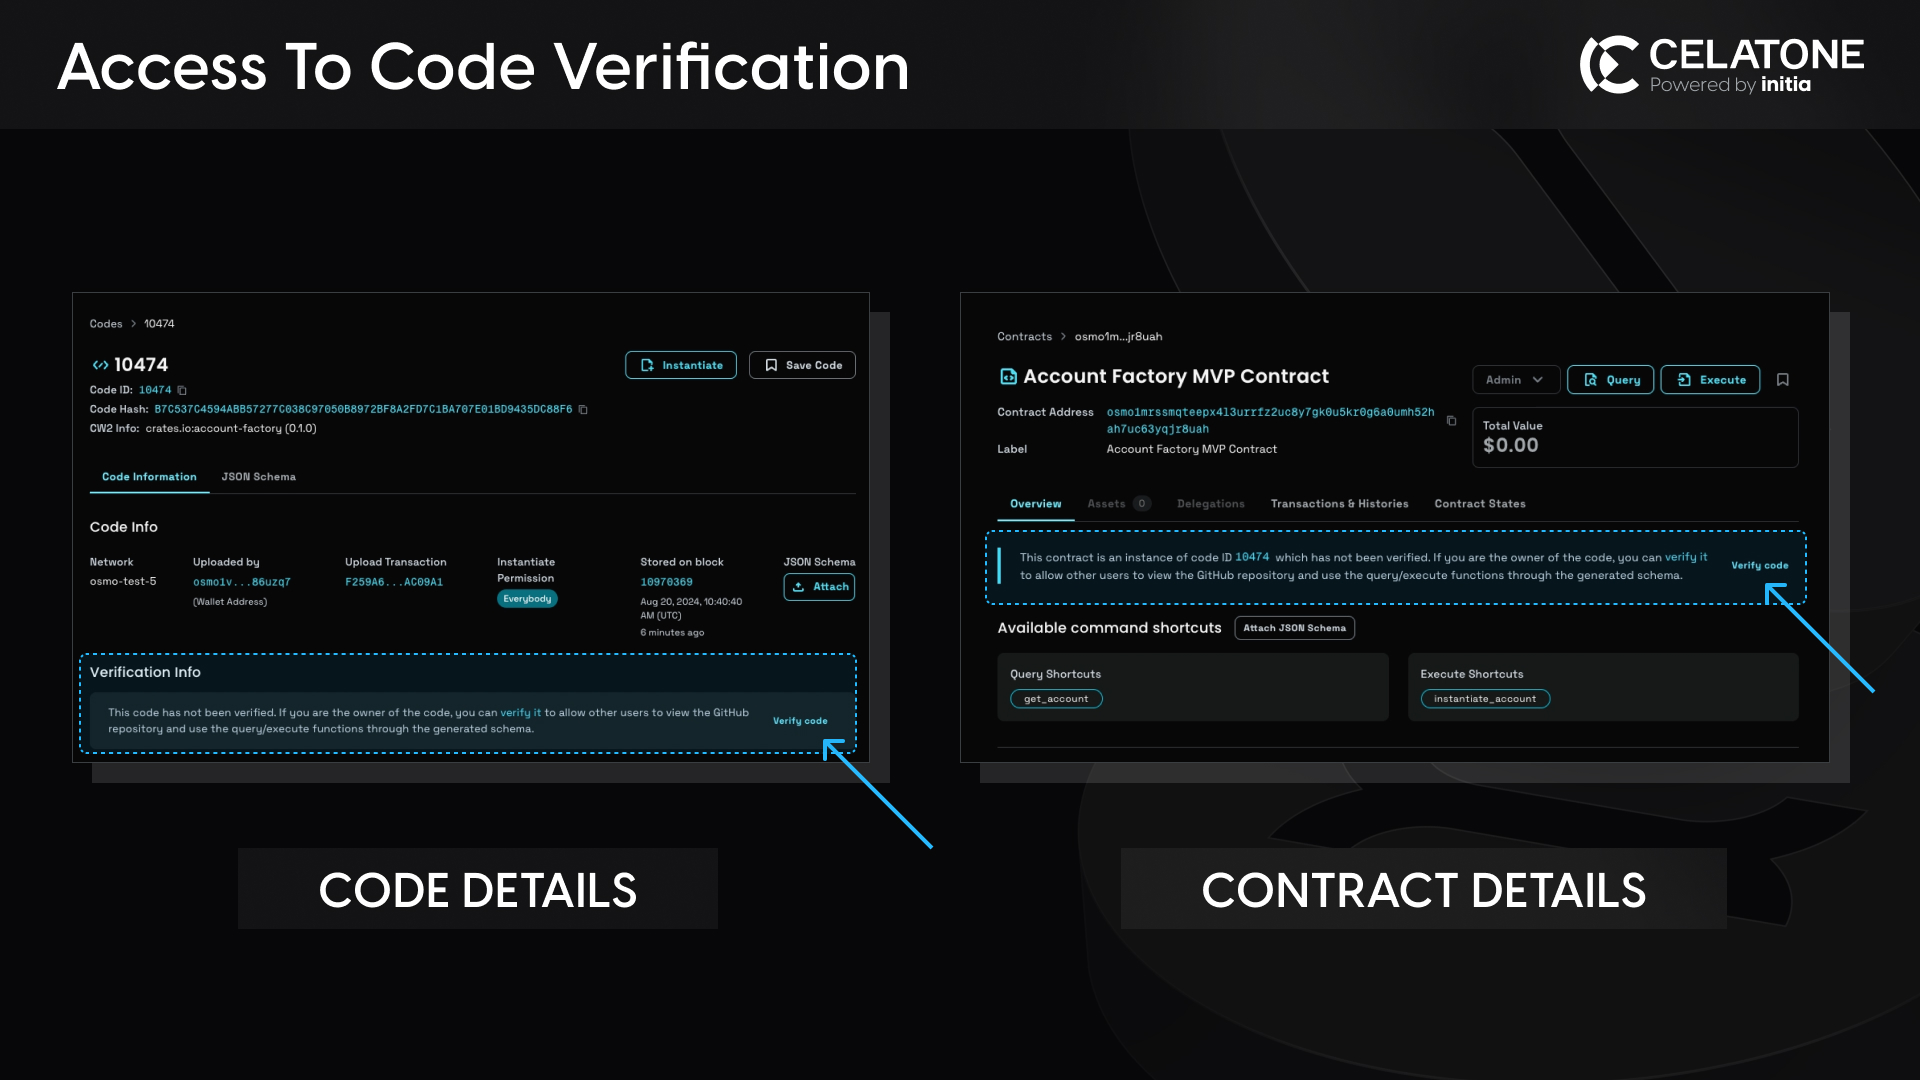 Access To Code Verification
CELATONE
Powered by initia
Codes > 10474
10474
Instantiate
Save Code
Code ID: 10474
Code Hash: B7C537C4594ABB57277C038C97050B8972BF8A2FD7C1BA707E01BD9435DC88F6
CW2 Info: crates.io:account-factory (0.1.0)
Code Information
JSON Schema
Code Info
Network
osmo-test-5
Uploaded by
osmo1v...86uzq7
(Wallet Address)
Upload Transaction
F259A6...AC09A1
Instantiate
Permission
Everybody
Stored on block
10970369
Aug 20, 2024, 10:40:40
AM (UTC)
6 minutes ago
JSON Schema
Attach
Verification Info
This code has not been verified. If you are the owner of the code, you can verify it to allow other users to view the GitHub
repository and use the query/execute functions through the generated schema.
Verify code
CODE DETAILS
Contracts > osmo1m...jr8uah
Account Factory MVP Contract
Admin
Query
Execute
Contract Address
osmo1mrssmqteepx4l3urrfz2uc8y7gk0u5kr0g6a0umh52h
ah7uc63yqjr8uah
Label
Account Factory MVP Contract
Total Value
$0.00
Overview
Assets 0
Delegations
Transactions & Histories
Contract States
This contract is an instance of code ID 10474 which has not been verified. If you are the owner of the code, you can verify it
to allow other users to view the GitHub repository and use the query/execute functions through the generated schema.
Verify code
Available command shortcuts
Attach JSON Schema
Query Shortcuts
get_account
Execute Shortcuts
instantiate_account
CONTRACT DETAILS